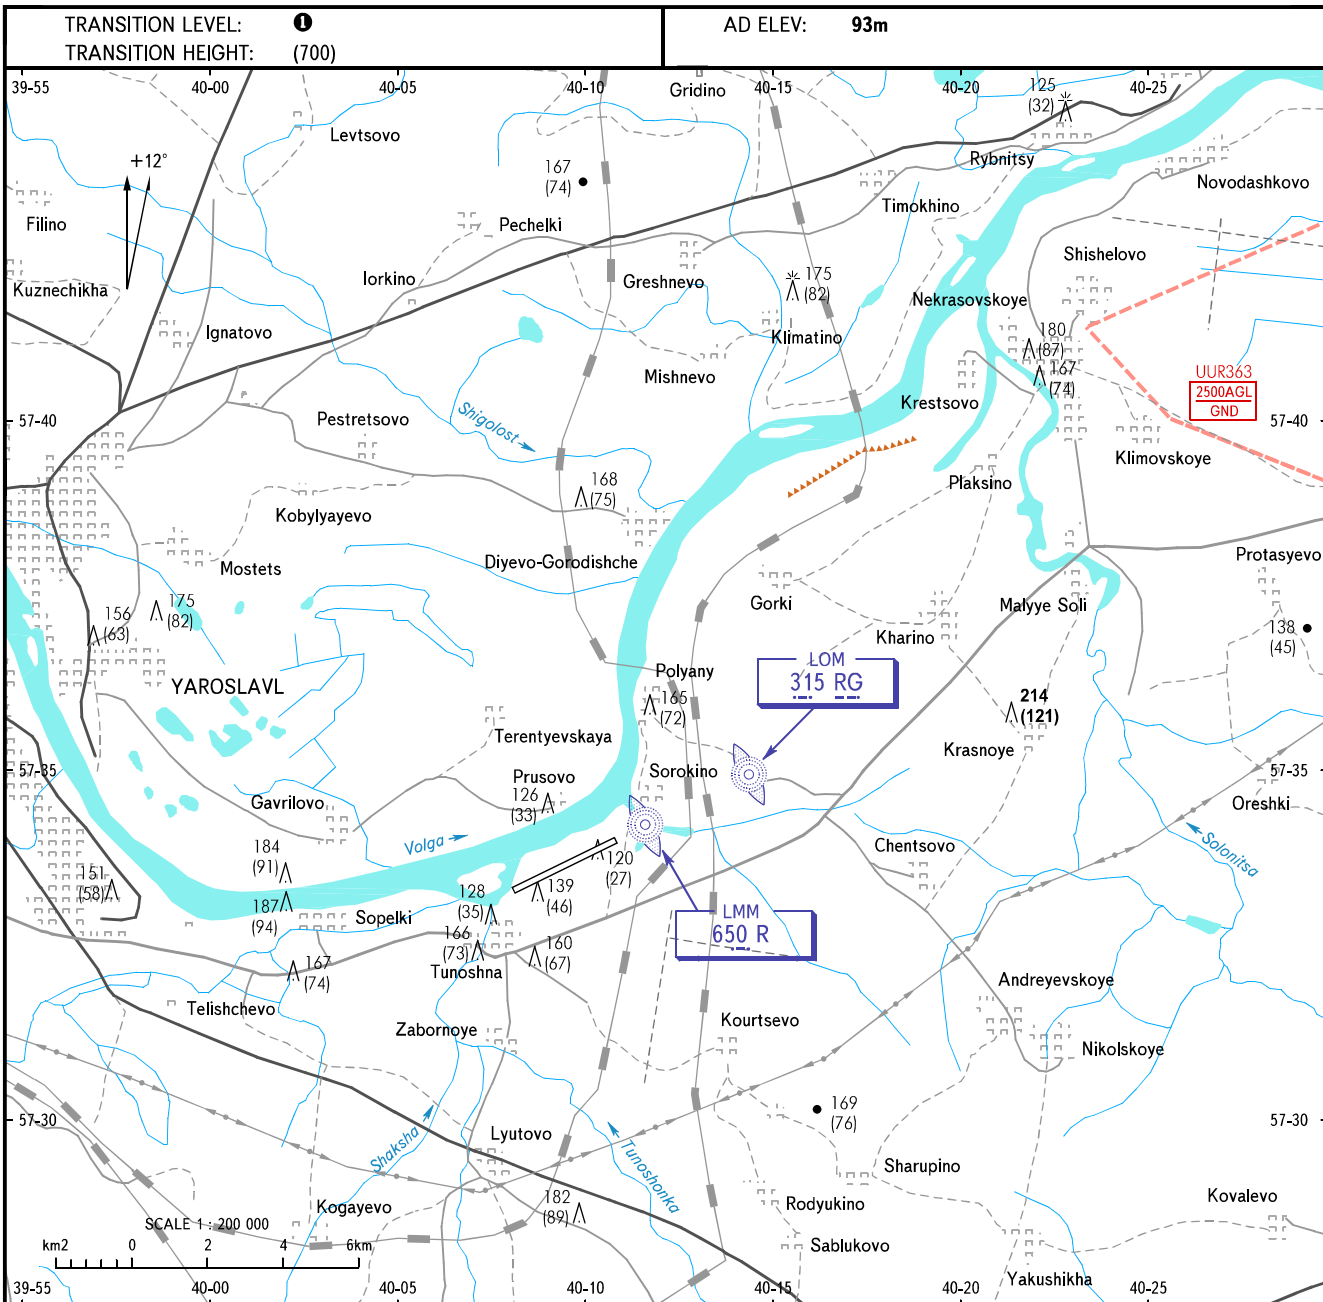 TRANSITION LEVEL: ❶
TRANSITION HEIGHT: (700)
AD ELEV: 93m
39-55 40-00 40-05 40-10 40-15 40-20 40-25
Gridino
125
(32)
Levtsovo
+12°
167
(74)
Rybnitsy
Novodashkovo
Filino
Pechelki
Timokhino
Shishelovo
Kuznechikha
Iorkino
Greshnevo
175
(82)
Nekrasovskoye
Ignatovo
Klimatino
180
(87)
Mishnevo
167
(74)
UUR363
2500AGL
GND
Krestsovo
57-40
Pestretsovo
Shigolost
57-40
Klimovskoye
168
(75)
Plaksino
Kobylyayevo
Mostets
Diyevo-Gorodishche
Protasyevo
Gorki
Malyye Soli
175
(82)
156
(63)
Kharino
138
(45)
YAROSLAVL
Polyany
LOM
315 RG
165
(72)
214
(121)
Terentyevskaya
Krasnoye
57-35
Prusovo
Sorokino
57-35
126
(33)
Gavrilovo
Oreshki
Volga
Chentsovo
Solonitsa
184
(91)
120
(27)
151
(58)
139
(46)
128
(35)
187
(94)
Sopelki
LMM
650 R
166
(73)
160
(67)
Tunoshna
167
(74)
Andreyevskoye
Telishchevo
Zabornoye
Kourtsevo
Nikolskoye
169
(76)
57-30
57-30
Lyutovo
Shaksha
Tunoshonka
Sharupino
182
(89)
Kogayevo
Rodyukino
Kovalevo
SCALE 1 : 200 000
km2 0 2 4 6km
Sablukovo
Yakushikha
39-55 40-00 40-05 40-10 40-15 40-20 40-25